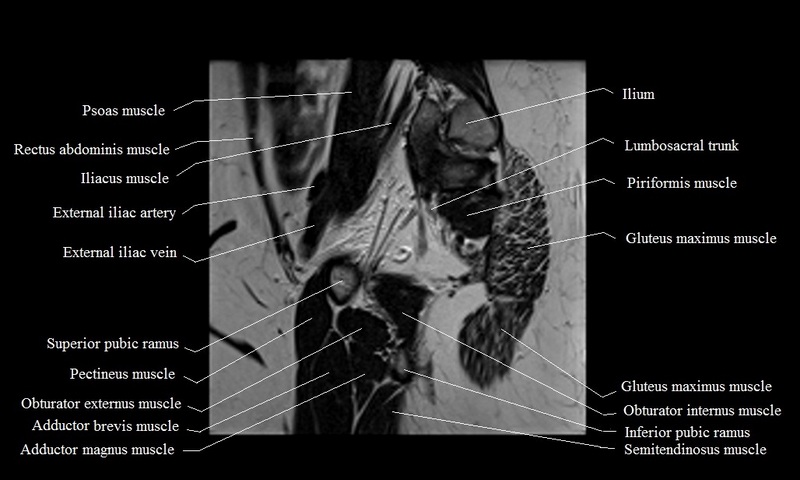 Psoas muscle
Rectus abdominis muscle
Iliacus muscle
External iliac artery
External iliac vein
Superior pubic ramus
Pectineus muscle
Obturator externus muscle
Adductor brevis muscle
Adductor magnus muscle
Ilium
Lumbosacral trunk
Piriformis muscle
Gluteus maximus muscle
Gluteus maximus muscle
Obturator internus muscle
Inferior pubic ramus
Semitendinosus muscle